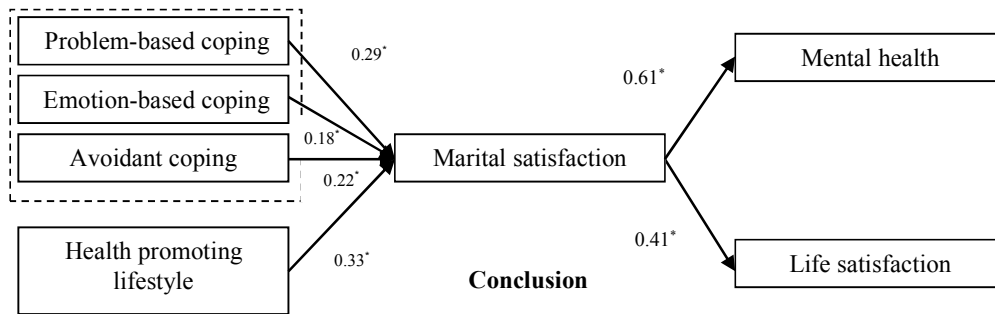 Problem-based coping
0.29*
Mental health
0.61*
Emotion-based coping
0.18*
Avoidant coping
Marital satisfaction
0.22*
Health promoting
lifestyle
0.33*
0.41*
Life satisfaction
Conclusion